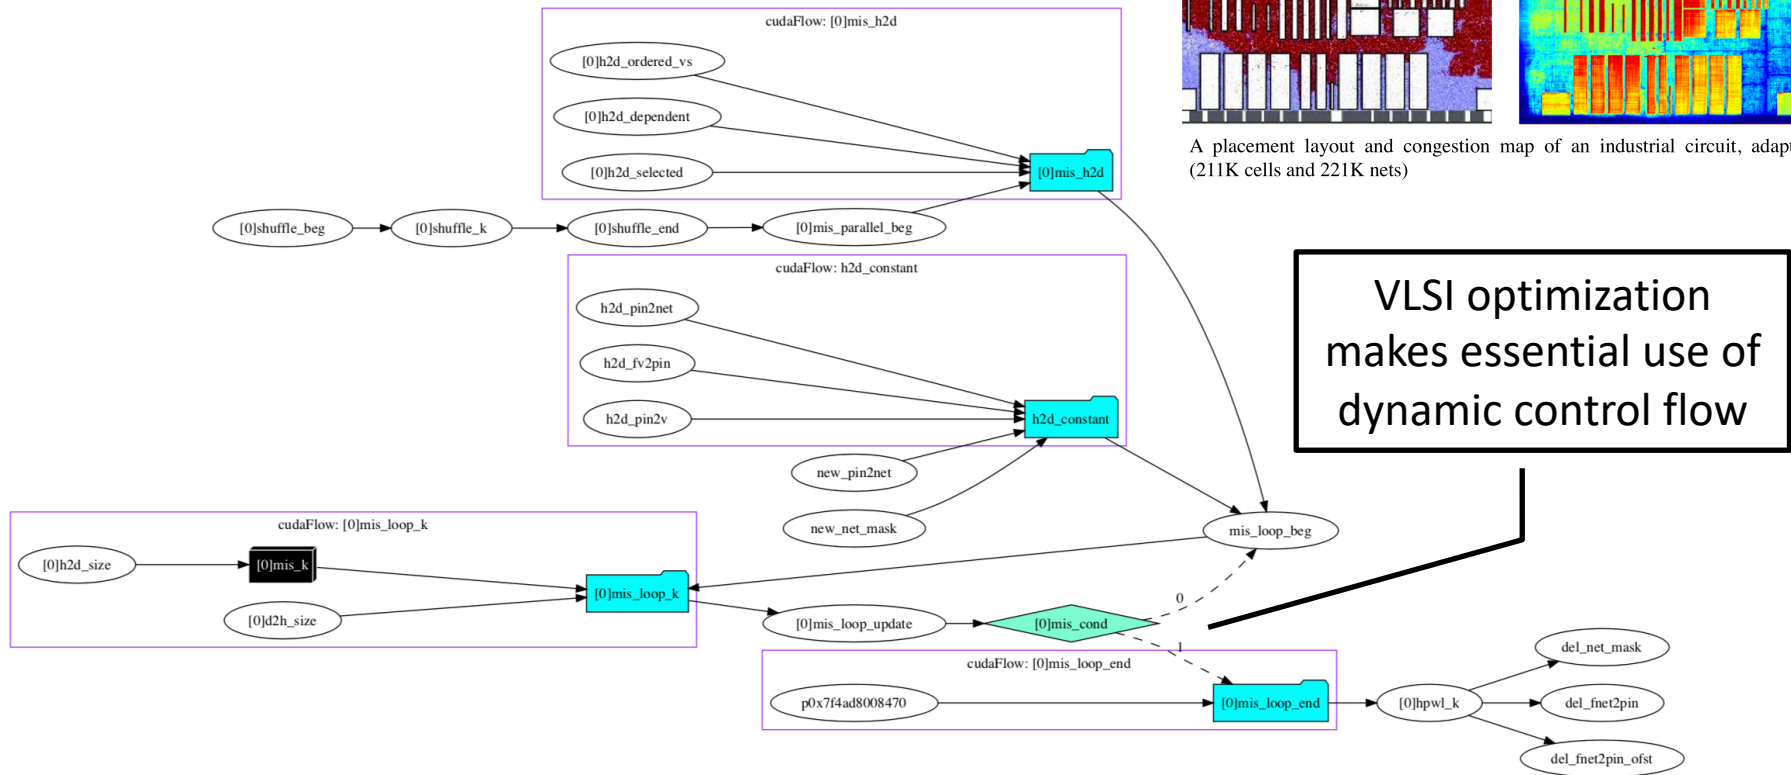 cudaFlow: [0]mis_h2d
[0]h2d_ordered_vs
[0]h2d_dependent
[0]h2d_selected
[0]mis_h2d
A placement layout and congestion map of an industrial circuit, adapt
(211K cells and 221K nets)
[0]shuffle_beg
[0]shuffle_k
[0]shuffle_end
[0]mis_parallel_beg
cudaFlow: h2d_constant
h2d_pin2net
h2d_fv2pin
h2d_pin2v
h2d_constant
VLSI optimization
makes essential use of
dynamic control flow
new_pin2net
new_net_mask
mis_loop_beg
cudaFlow: [0]mis_loop_k
[0]h2d_size
[0]mis_k
[0]d2h_size
[0]mis_loop_k
[0]mis_loop_update
[0]mis_cond
0
1
cudaFlow: [0]mis_loop_end
p0x7f4ad8008470
[0]mis_loop_end
[0]hpwl_k
del_net_mask
del_fnet2pin
del_fnet2pin_ofst